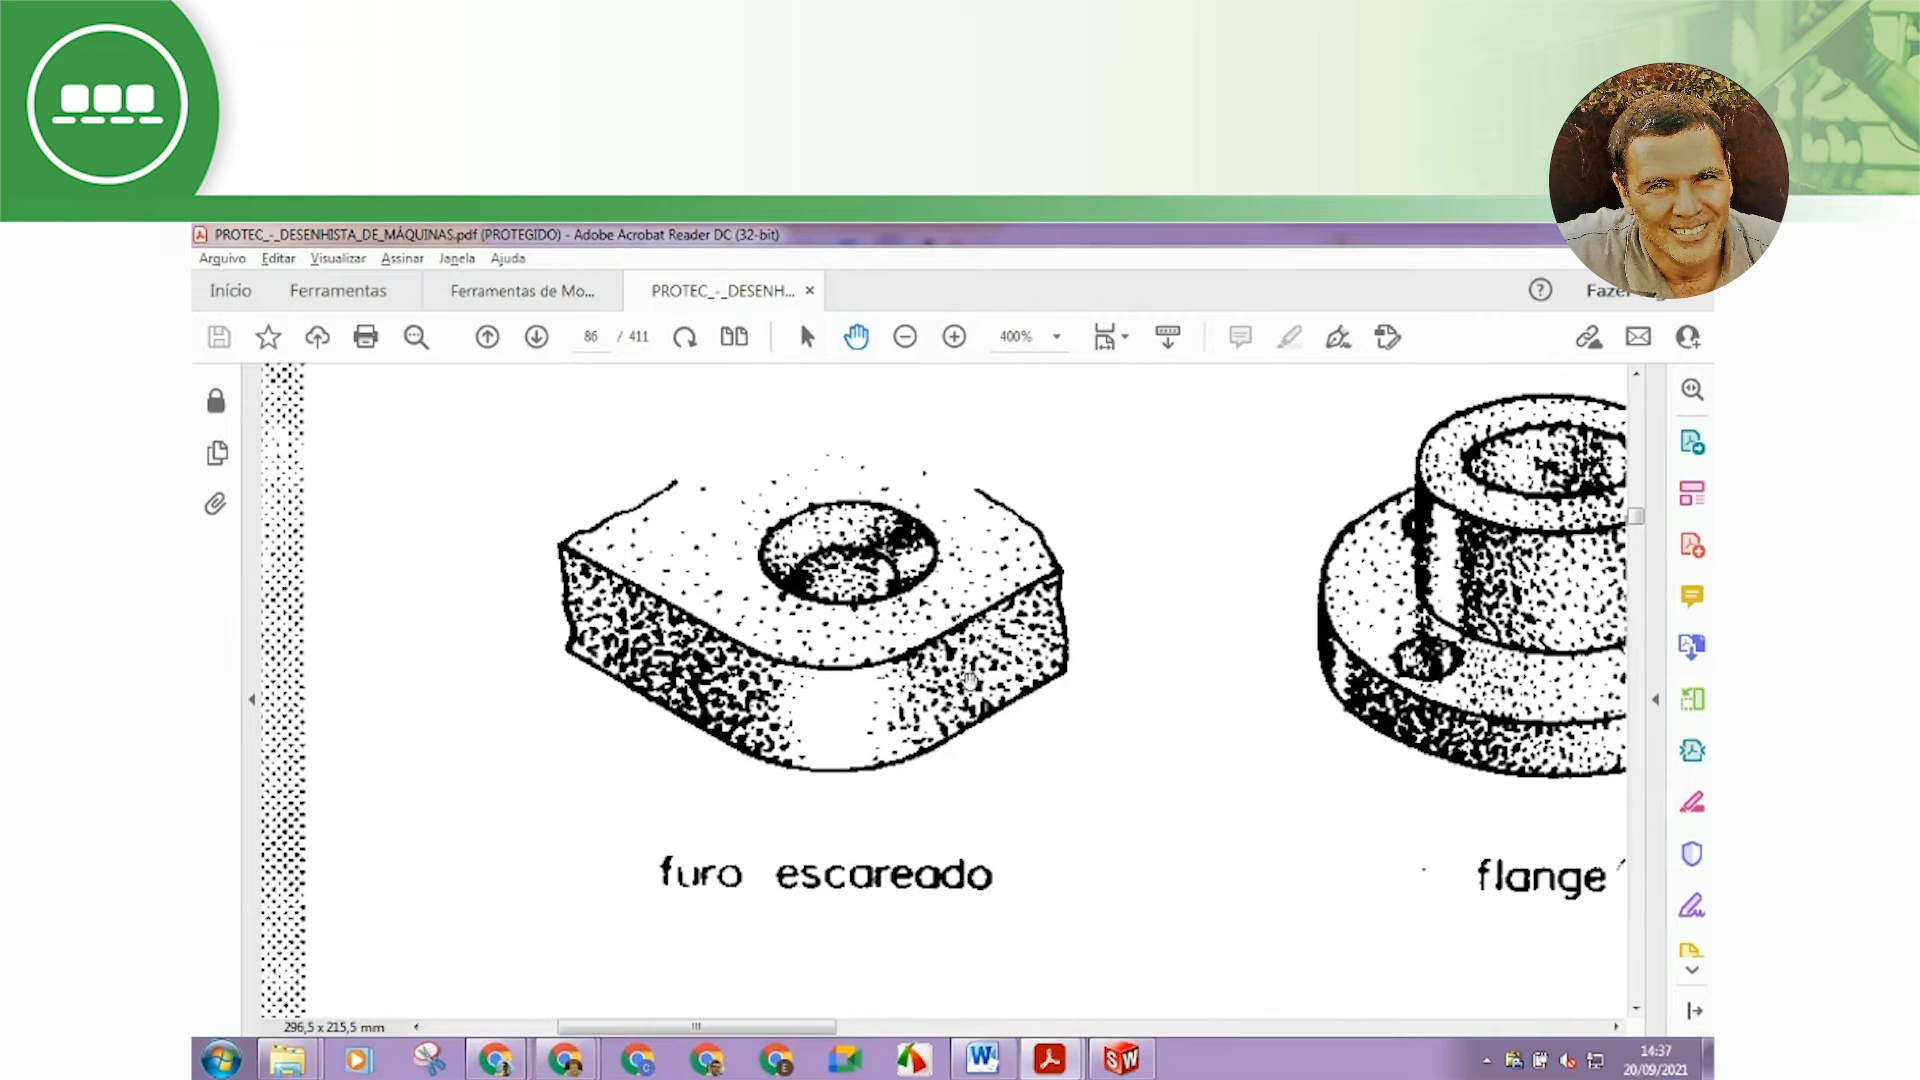 PROTEC_-_DESENHISTA_DE_MÁQUINAS.pdf (PROTEGIDO) - Adobe Acrobat Reader DC (32-bit)
Arquivo Editar Visualizar Assinar Janela Ajuda
Início Ferramentas Ferramentas de Mo... PROTEC_-_DESENH... ×
86 / 411 400%
furo escareado
flange
296,5 x 215,5 mm
14:37
20/09/2021